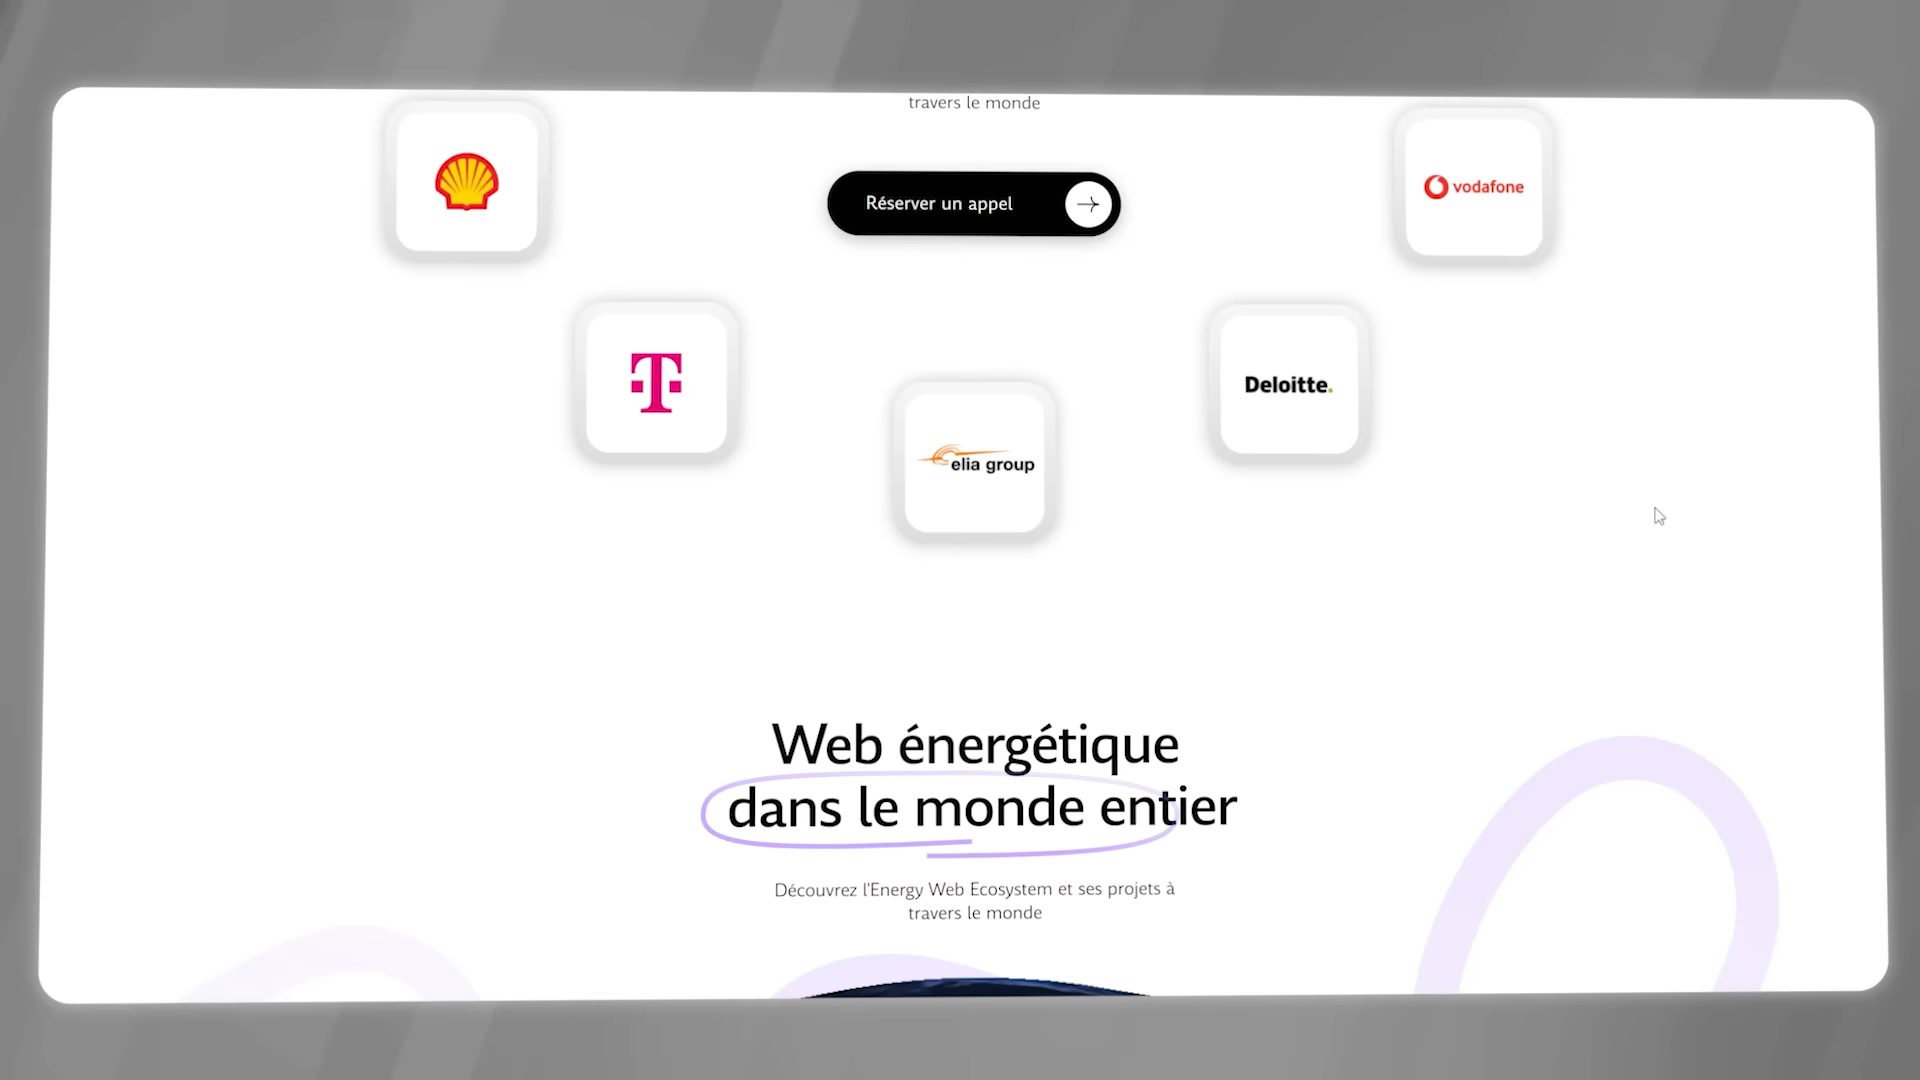 travers le monde
Réserver un appel
vodafone
T
Deloitte.
elia group
Web énergétique
dans le monde entier
Découvrez l'Energy Web Ecosystem et ses projets à
travers le monde